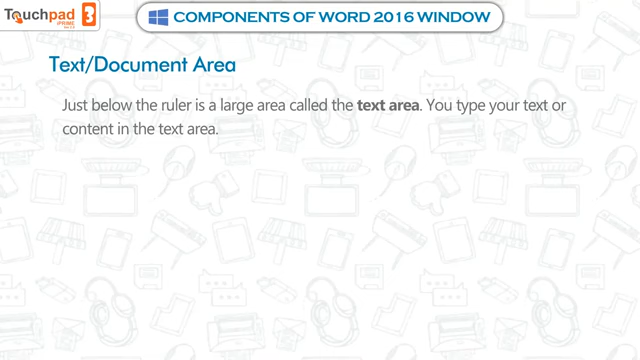 Touchpad 3
iPRIME
COMPONENTS OF WORD 2016 WINDOW
Text/Document Area
Just below the ruler is a large area called the text area. You type your text or
content in the text area.